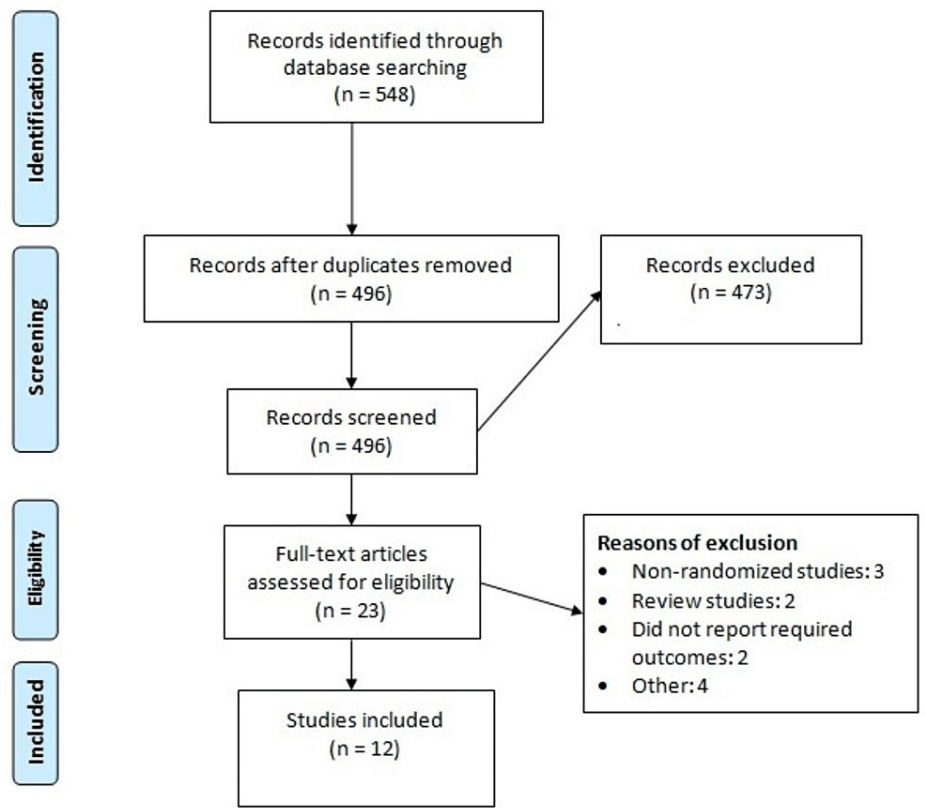 Identification
Records identified through
database searching
(n = 548)
Screening
Records after duplicates removed
(n = 496)
Records excluded
(n = 473)
.
Records screened
(n = 496)
Eligibility
Full-text articles
assessed for eligibility
(n = 23)
Reasons of exclusion
• Non-randomized studies: 3
• Review studies: 2
• Did not report required
outcomes: 2
• Other: 4
Included
Studies included
(n = 12)